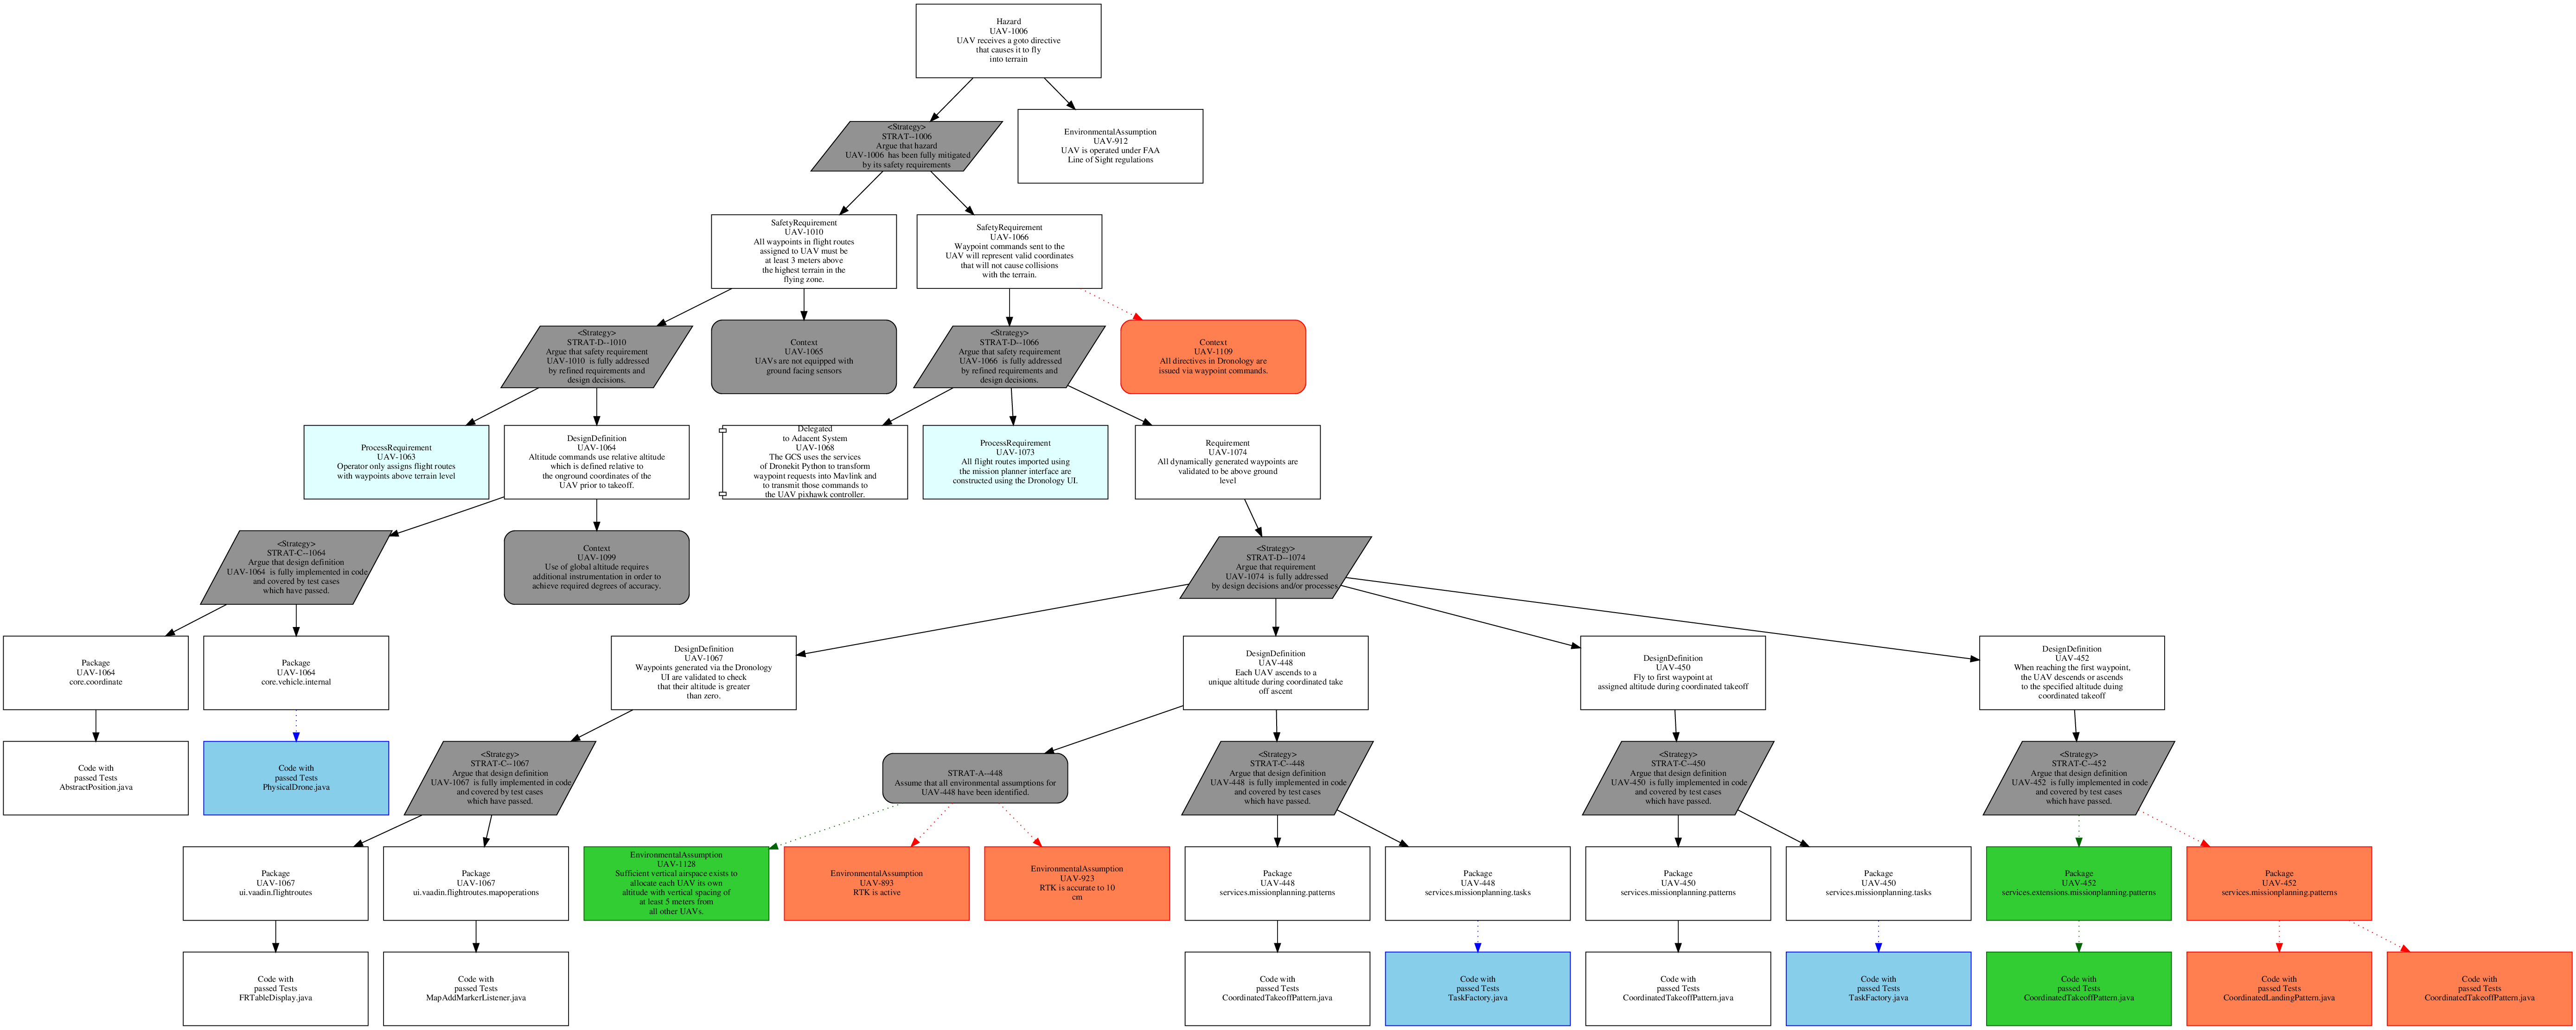 Hazard
UAV-1006
UAV receives a goto directive
that causes it to fly
into terrain
<Strategy>
STRAT--1006
Argue that hazard
UAV-1006 has been fully mitigated
by its safety requirements
EnvironmentalAssumption
UAV-912
UAV is operated under FAA
Line of Sight regulations
SafetyRequirement
UAV-1010
All waypoints in flight routes
assigned to UAV must be
at least 3 meters above
the highest terrain in the
flying zone.
SafetyRequirement
UAV-1066
Waypoint commands sent to the
UAV will represent valid coordinates
that will not cause collisions
with the terrain.
<Strategy>
STRAT-D--1010
Argue that safety requirement
UAV-1010 is fully addressed
by refined requirements and
design decisions.
Context
UAV-1065
UAVs are not equipped with
ground facing sensors
<Strategy>
STRAT-D--1066
Argue that safety requirement
UAV-1066 is fully addressed
by refined requirements and
design decisions.
Context
UAV-1109
All directives in Dronology are
issued via waypoint commands.
ProcessRequirement
UAV-1063
Operator only assigns flight routes
with waypoints above terrain level
DesignDefinition
UAV-1064
Altitude commands use relative altitude
which is defined relative to
the onground coordinates of the
UAV prior to takeoff.
Delegated
to Adacent System
UAV-1068
The GCS uses the services
of Dronekit Python to transform
waypoint requests into Mavlink and
to transmit those commands to
the UAV pixhawk controller.
ProcessRequirement
UAV-1073
All flight routes imported using
the mission planner interface are
constructed using the Dronology UI.
Requirement
UAV-1074
All dynamically generated waypoints are
validated to be above ground
level
<Strategy>
STRAT-C--1064
Argue that design definition
UAV-1064 is fully implemented in code
and covered by test cases
which have passed.
Context
UAV-1099
Use of global altitude requires
additional instrumentation in order to
achieve required degrees of accuracy.
<Strategy>
STRAT-D--1074
Argue that requirement
UAV-1074 is fully addressed
by design decisions and/or processes
Package
UAV-1064
core.coordinate
Package
UAV-1064
core.vehicle.internal
DesignDefinition
UAV-1067
Waypoints generated via the Dronology
UI are validated to check
that their altitude is greater
than zero.
DesignDefinition
UAV-448
Each UAV ascends to a
unique altitude during coordinated take
off ascent
DesignDefinition
UAV-450
Fly to first waypoint at
assigned altitude during coordinated takeoff
DesignDefinition
UAV-452
When reaching the first waypoint,
the UAV descends or ascends
to the specified altitude duing
coordinated takeoff
Code with
passed Tests
AbstractPosition.java
Code with
passed Tests
PhysicalDrone.java
<Strategy>
STRAT-C--1067
Argue that design definition
UAV-1067 is fully implemented in code
and covered by test cases
which have passed.
STRAT-A--448
Assume that all environmental assumptions for
UAV-448 have been identified.
<Strategy>
STRAT-C--448
Argue that design definition
UAV-448 is fully implemented in code
and covered by test cases
which have passed.
<Strategy>
STRAT-C--450
Argue that design definition
UAV-450 is fully implemented in code
and covered by test cases
which have passed.
<Strategy>
STRAT-C--452
Argue that design definition
UAV-452 is fully implemented in code
and covered by test cases
which have passed.
Package
UAV-1067
ui.vaadin.flightroutes
Package
UAV-1067
ui.vaadin.flightroutes.mapoperations
EnvironmentalAssumption
UAV-1128
Sufficient vertical airspace exists to
allocate each UAV its own
altitude with vertical spacing of
at least 5 meters from
all other UAVs.
EnvironmentalAssumption
UAV-893
RTK is active
EnvironmentalAssumption
UAV-923
RTK is accurate to 10
cm
Package
UAV-448
services.missionplanning.patterns
Package
UAV-448
services.missionplanning.tasks
Package
UAV-450
services.missionplanning.patterns
Package
UAV-450
services.missionplanning.tasks
Package
UAV-452
services.extensions.missionplanning.patterns
Package
UAV-452
services.missionplanning.patterns
Code with
passed Tests
FRTableDisplay.java
Code with
passed Tests
MapAddMarkerListener.java
Code with
passed Tests
CoordinatedTakeoffPattern.java
Code with
passed Tests
TaskFactory.java
Code with
passed Tests
CoordinatedTakeoffPattern.java
Code with
passed Tests
TaskFactory.java
Code with
passed Tests
CoordinatedTakeoffPattern.java
Code with
passed Tests
CoordinatedLandingPattern.java
Code with
passed Tests
CoordinatedTakeoffPattern.java